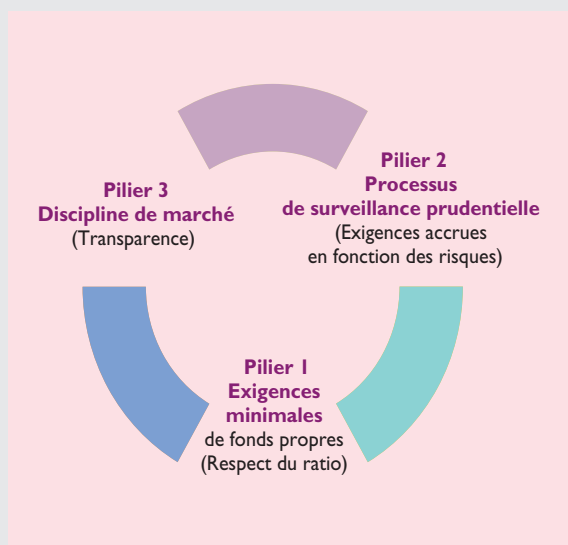 Pilier 3
Discipline de marché
(Transparence)
Pilier 2
Processus
de surveillance prudentielle
(Exigences accrues
en fonction des risques)
Pilier 1
Exigences
minimales
de fonds propres
(Respect du ratio)